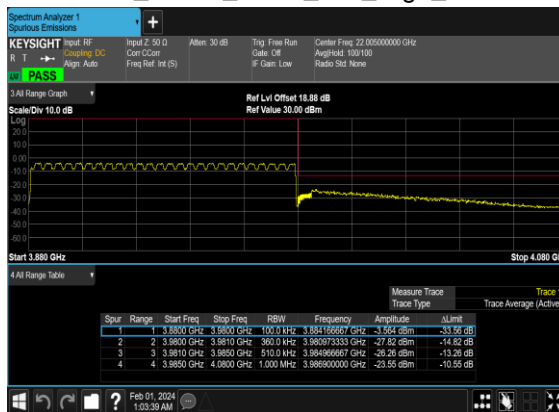 Spectrum Analyzer 1
Spurious Emissions
+
KEYSIGHT Input: RF Input Z: 50 Ω Atten: 30 dB Trig: Free Run Center Freq: 22.005000000 GHz
R T Coupling: DC Corr CCorr Gate: Off Avg|Hold: 100/100
Align: Auto Freq Ref: Int (S) IF Gain: Low Radio Std: None
PASS
3 All Range Graph
Ref Lvl Offset 18.88 dB
Scale/Div 10.0 dB Ref Value 30.00 dBm
Log
20.0
10.0
0.00
-10.0
-20.0
-30.0
-40.0
-50.0
-60.0
Start 3.880 GHz Stop 4.080 G
4 All Range Table
Measure Trace Trace
Trace Type Trace Average (Active
Spur Range Start Freq Stop Freq RBW Frequency Amplitude ΔLimit
1 1 3.8800 GHz 3.9800 GHz 100.0 kHz 3.884166667 GHz -3.564 dBm -33.56 dB
2 2 3.9800 GHz 3.9810 GHz 360.0 kHz 3.980973333 GHz -27.82 dBm -14.82 dB
3 3 3.9810 GHz 3.9850 GHz 510.0 kHz 3.984966667 GHz -26.26 dBm -13.26 dB
4 4 3.9850 GHz 4.0800 GHz 1.000 MHz 3.986900000 GHz -23.55 dBm -10.55 dB
? Feb 01, 2024
1:03:39 AM